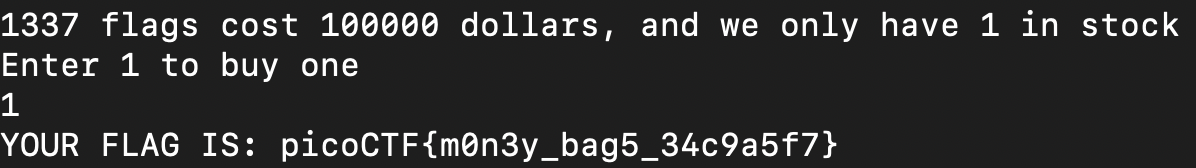 1337 flags cost 100000 dollars, and we only have 1 in stock
Enter 1 to buy one
1
YOUR FLAG IS: picoCTF{m0n3y_bag5_34c9a5f7}